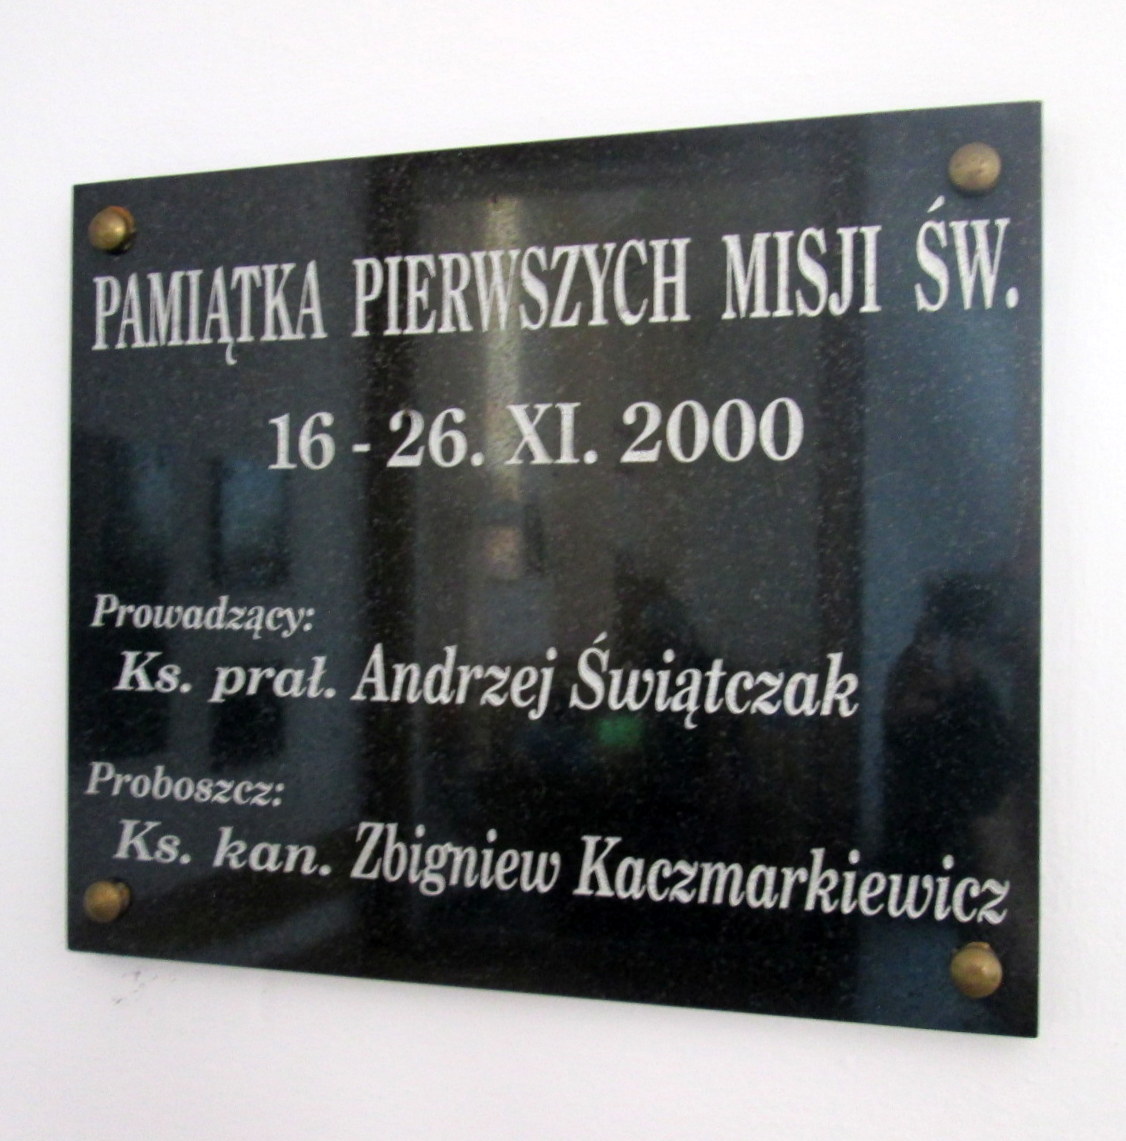 PAMIĄTKA PIERWSZYCH MISJI ŚW.
16 - 26. XI. 2000
Prowadzący:
Ks. prał. Andrzej Świątczak
Proboszcz:
Ks. kan. Zbigniew Kaczmarkiewicz